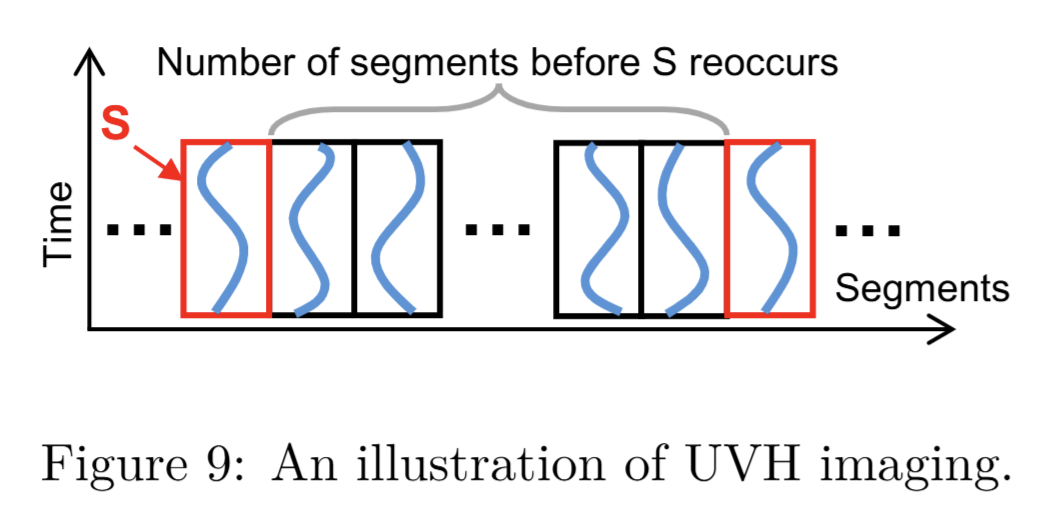 Number of segments before S reoccurs
S
Time
...
...
...
Segments
Figure 9: An illustration of UVH imaging.